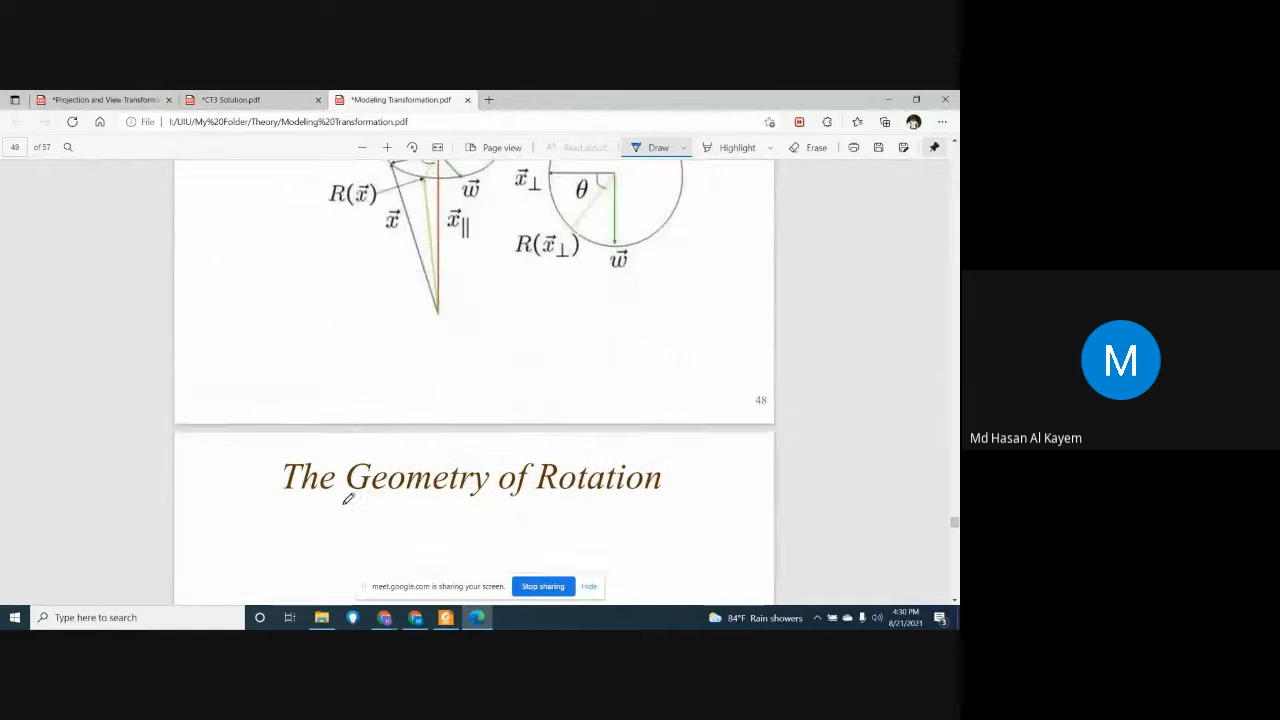 *Projection and View Transforma
*CT3 Solution.pdf
*Modeling Transformation.pdf
File
I:/UIU/My%20Folder/Theory/Modeling%20Transformation.pdf
49 of 57
Page view
Read aloud
Draw
Highlight
Erase
R(x⃗)
w⃗
x⃗
x⃗∥
x⃗⊥
θ
R(x⃗⊥)
w⃗
48
The Geometry of Rotation
meet.google.com is sharing your screen.
Stop sharing
Hide
M
Md Hasan Al Kayem
Type here to search
84°F Rain showers
4:30 PM
8/21/2021
3